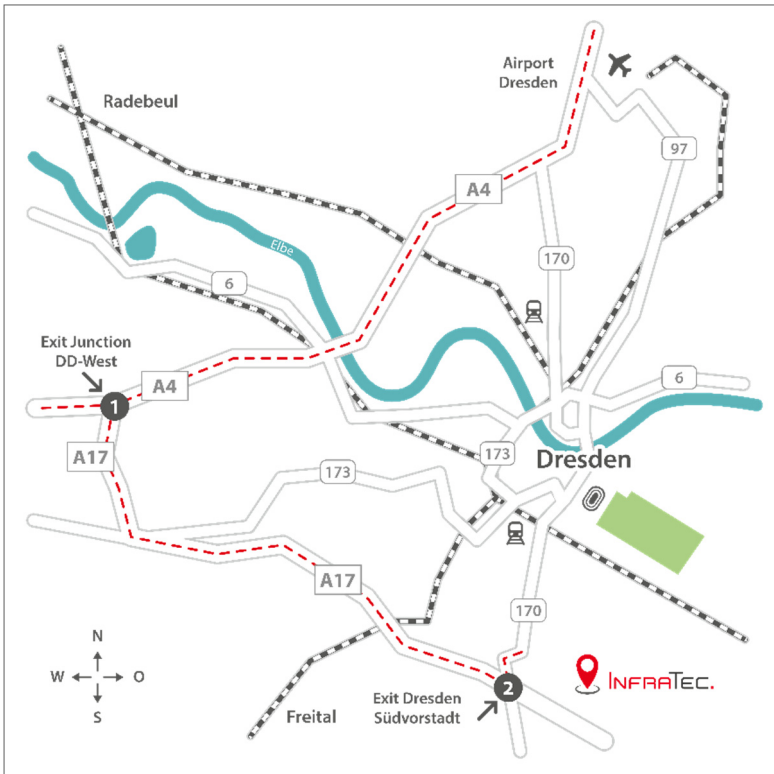 Airport
Dresden
Radebeul
97
A4
Elbe
170
6
Exit Junction
DD-West
A4
6
1
A17
173
Dresden
173
A17
170
N
W
O
S
2
INFRATEC.
Exit Dresden
Südvorstadt
Freital